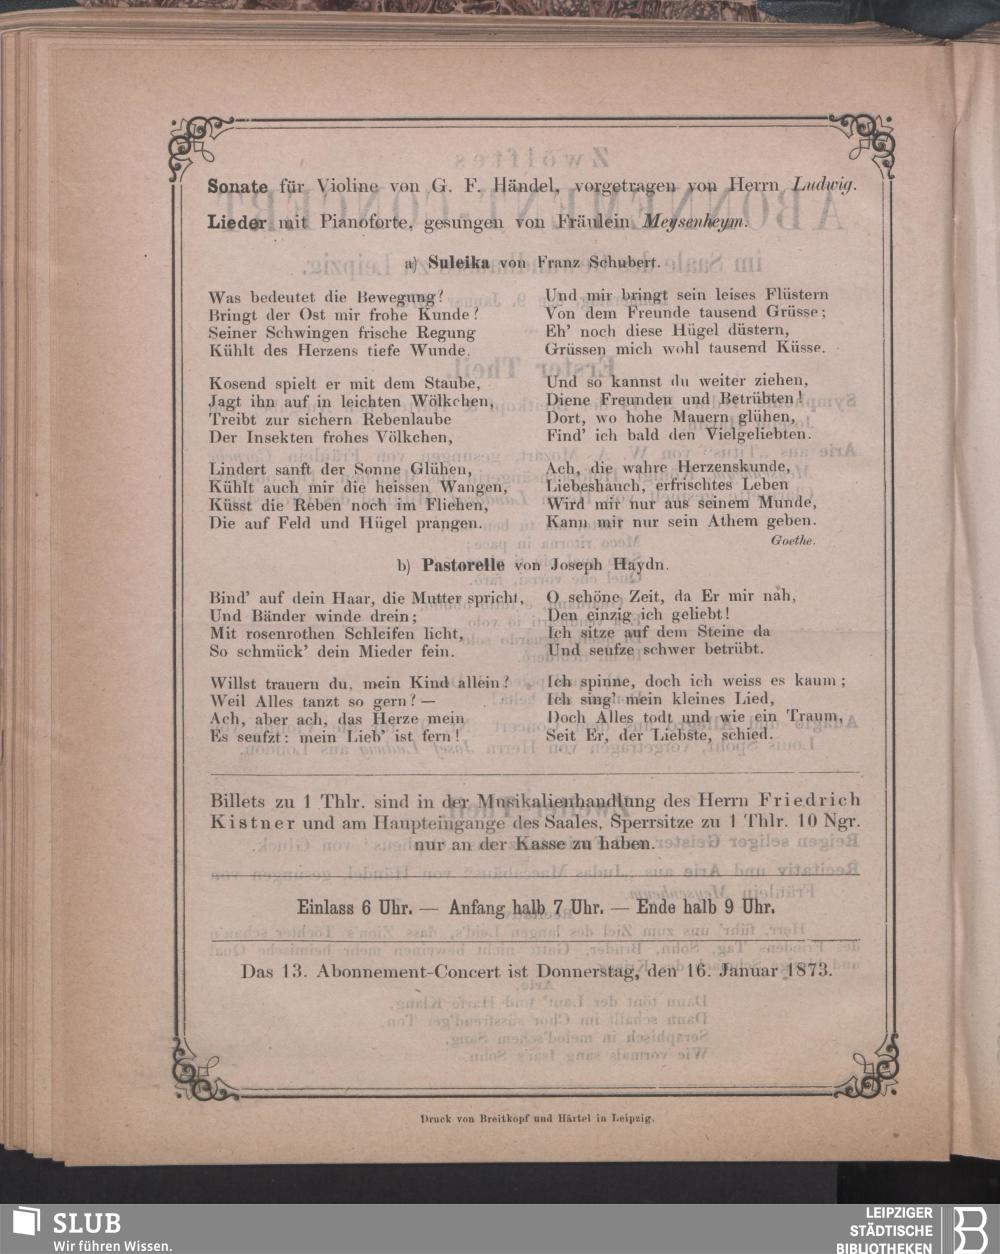 Sonate für Violine von G. F. Händel, vorgetragen von Herrn Ludwig.
Lieder mit Pianoforte, gesungen von Fräulein Meysenheym.
a) Suleika von Franz Schubert.
Was bedeutet die Bewegung?
Bringt der Ost mir frohe Kunde?
Seiner Schwingen frische Regung
Kühlt des Herzens tiefe Wunde.
Kosend spielt er mit dem Staube,
Jagt ihn auf in leichten Wölkchen,
Treibt zur sichern Rebenlaube
Der Insekten frohes Völkchen,
Lindert sanft der Sonne Glühen,
Kühlt auch mir die heissen Wangen,
Küsst die Reben noch im Fliehen,
Die auf Feld und Hügel prangen.
Und mir bringt sein leises Flüstern
Von dem Freunde tausend Grüsse;
Eh' noch diese Hügel düstern,
Grüssen mich wohl tausend Küsse.
Und so kannst du weiter ziehen,
Diene Freunden und Betrübten!
Dort, wo hohe Mauern glühen,
Find' ich bald den Vielgeliebten.
Ach, die wahre Herzenskunde,
Liebeshauch, erfrischtes Leben
Wird mir nur aus seinem Munde,
Kann mir nur sein Athem geben.
Goethe.
b) Pastorelle von Joseph Haydn.
Bind' auf dein Haar, die Mutter spricht,
Und Bänder winde drein;
Mit rosenrothen Schleifen licht,
So schmück' dein Mieder fein.
Willst trauern du, mein Kind allein?
Weil Alles tanzt so gern? —
Ach, aber ach, das Herze mein
Es seufzt: mein Lieb' ist fern!
O schöne Zeit, da Er mir nah,
Den einzig ich geliebt!
Ich sitze auf dem Steine da
Und seufze schwer betrübt.
Ich spinne, doch ich weiss es kaum;
Ich sing' mein kleines Lied,
Doch Alles todt und wie ein Traum,
Seit Er, der Liebste, schied.
Billets zu 1 Thlr. sind in der Musikalienhandlung des Herrn Friedrich
Kistner und am Haupteingange des Saales, Sperrsitze zu 1 Thlr. 10 Ngr.
nur an der Kasse zu haben.
Einlass 6 Uhr. — Anfang halb 7 Uhr. — Ende halb 9 Uhr.
Das 13. Abonnement-Concert ist Donnerstag, den 16. Januar 1873.
Druck von Breitkopf und Härtel in Leipzig.
SLUB
Wir führen Wissen.
LEIPZIGER
STÄDTISCHE
BIBLIOTHEKEN